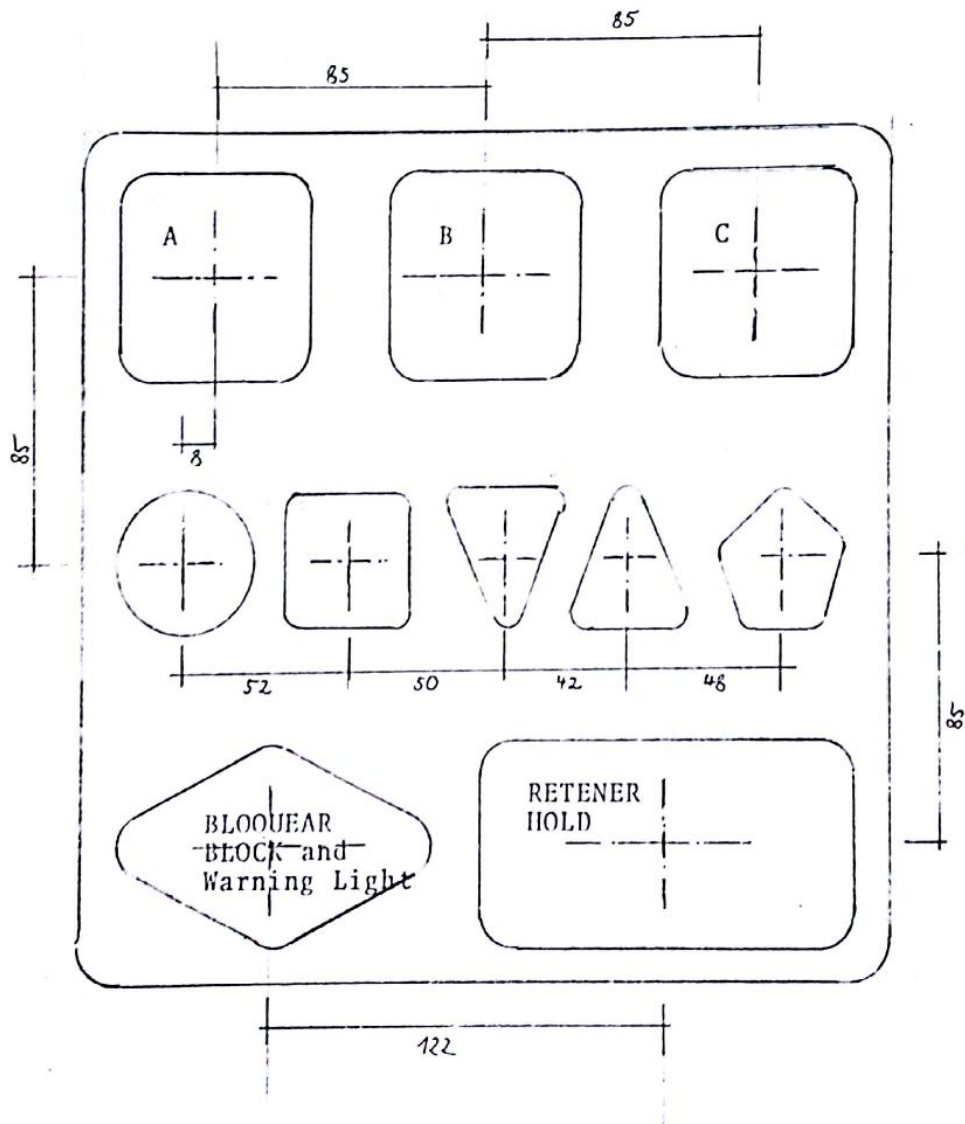 85
85
A
B
C
85
8
52
50
42
48
85
BLOQUEAR
BLOCK and
Warning Light
RETENER
HOLD
122